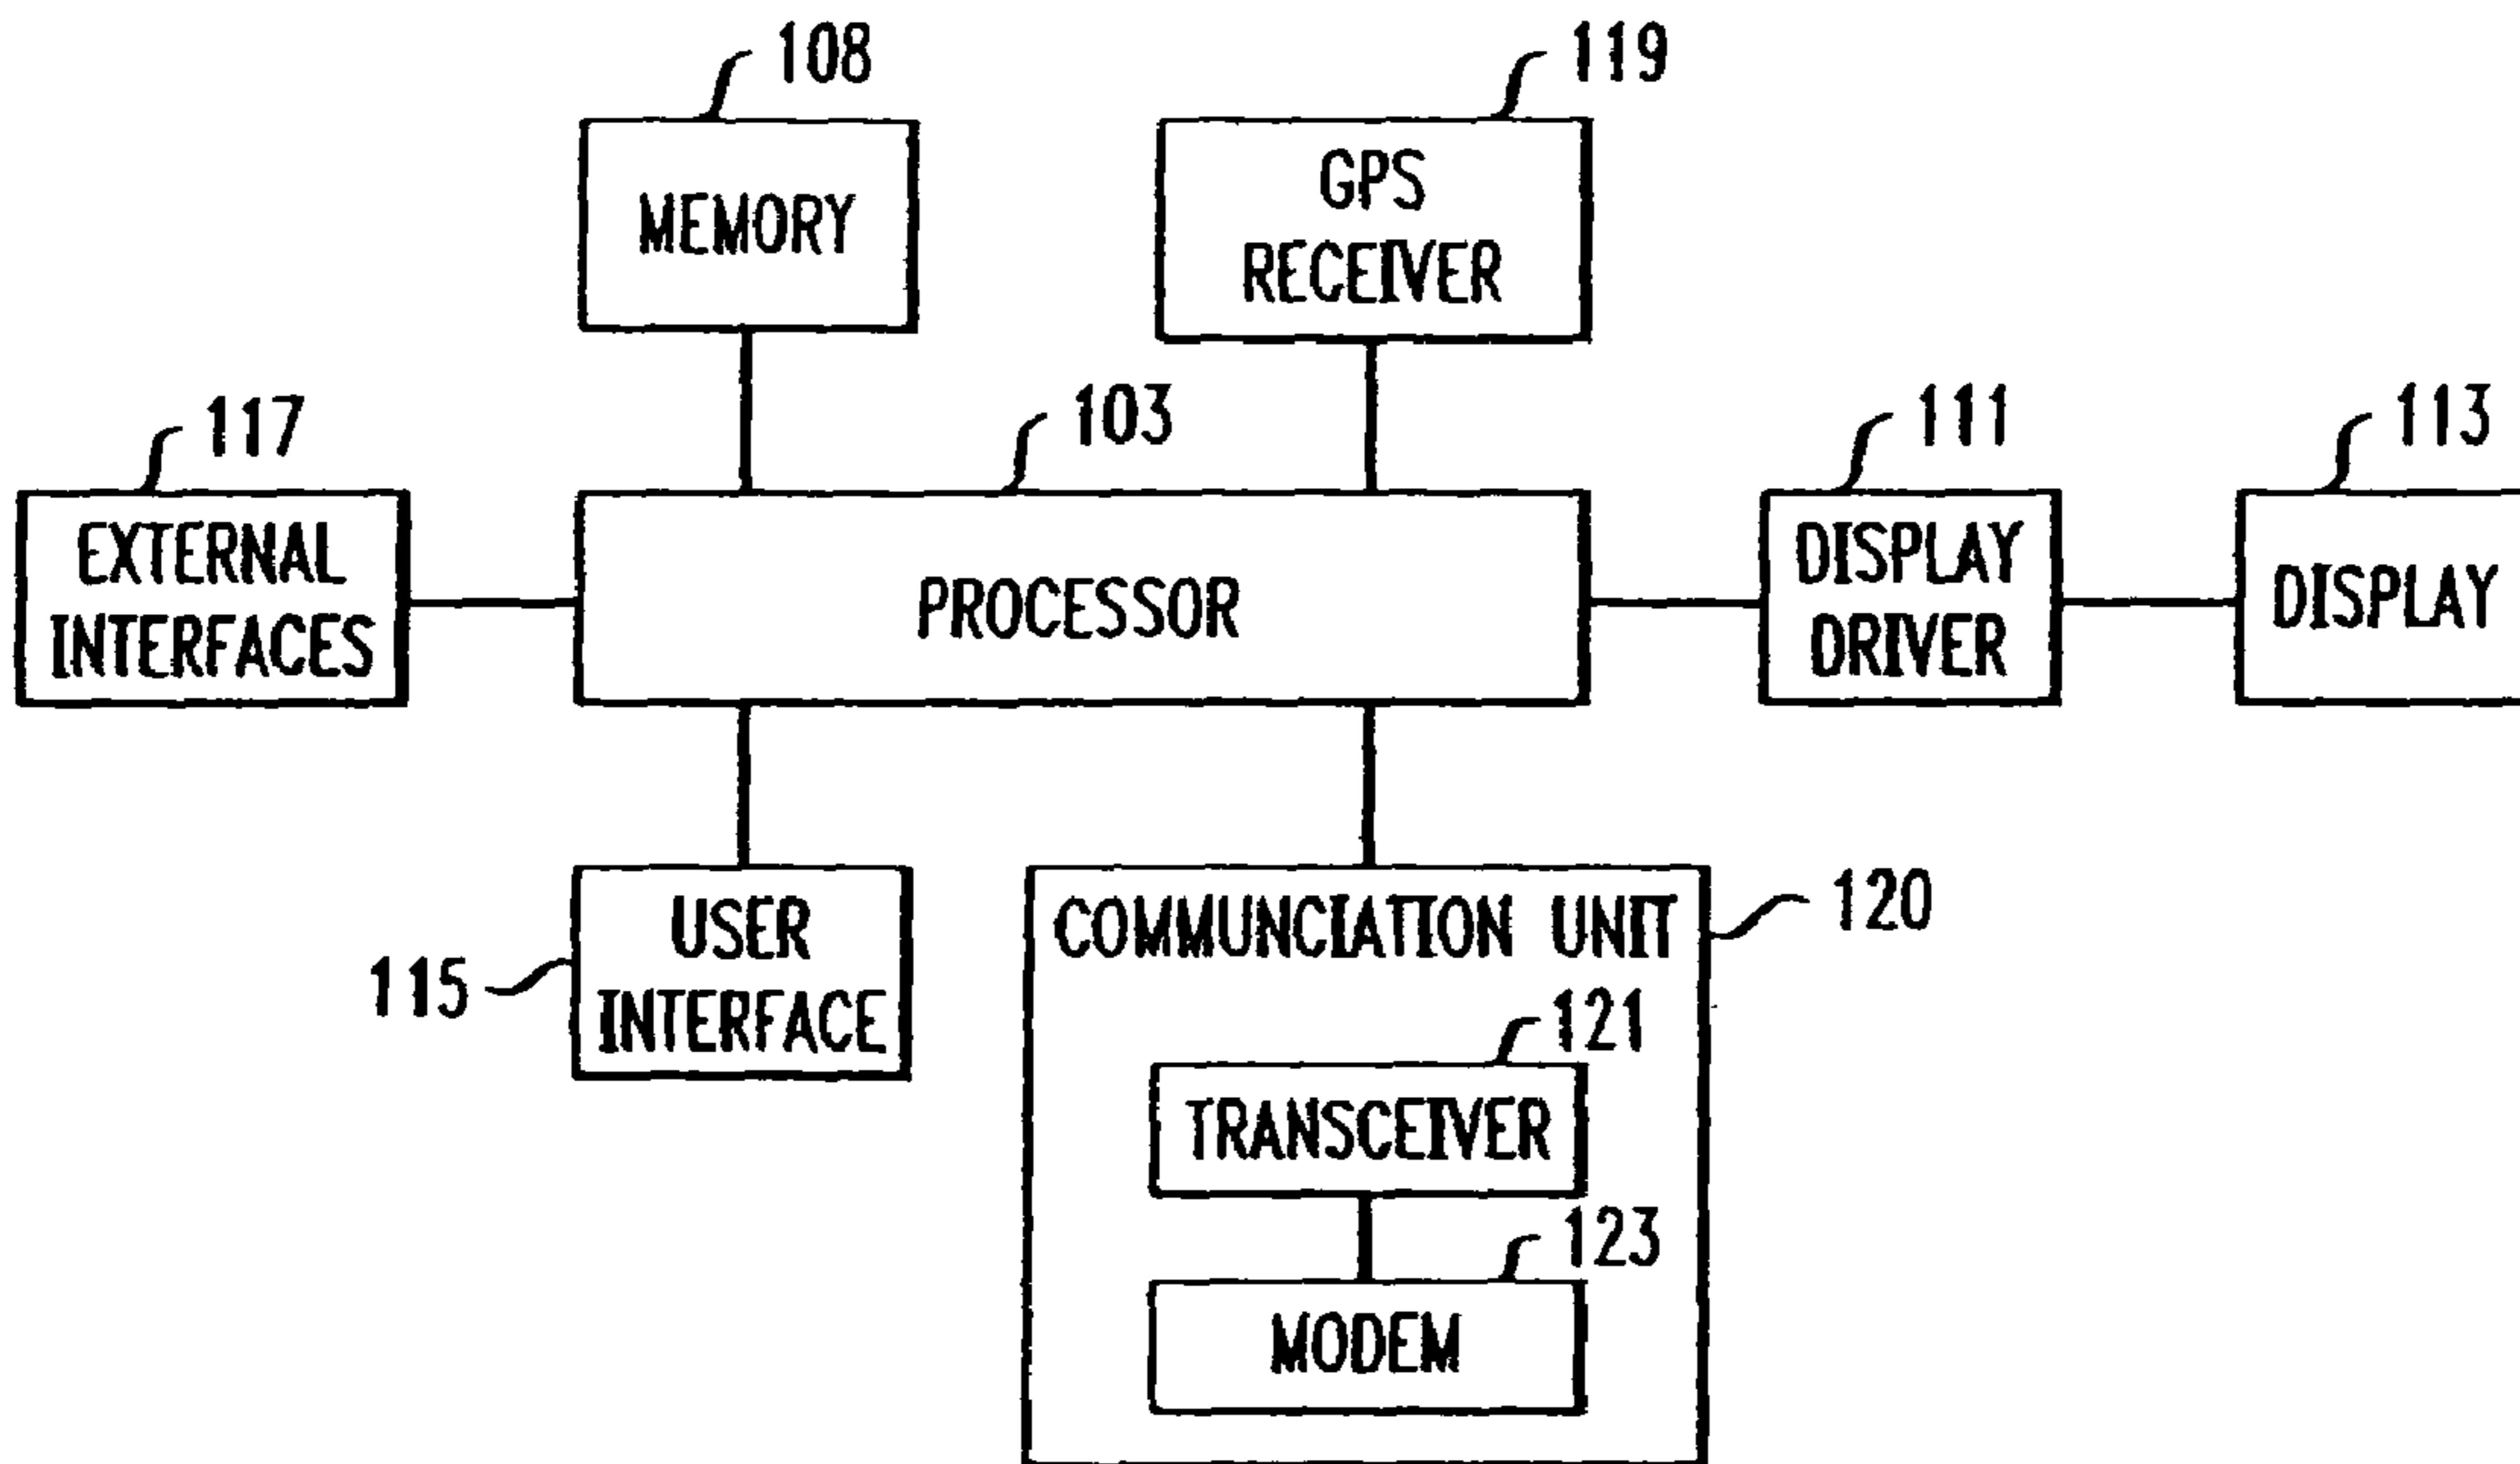 108
119
MEMORY
GPS
RECEIVER
117
103
111
113
EXTERNAL
INTERFACES
PROCESSOR
DISPLAY
DRIVER
DISPLAY
115
USER
INTERFACE
COMMUNCIATION UNIT
120
121
TRANSCEIVER
123
MODEM